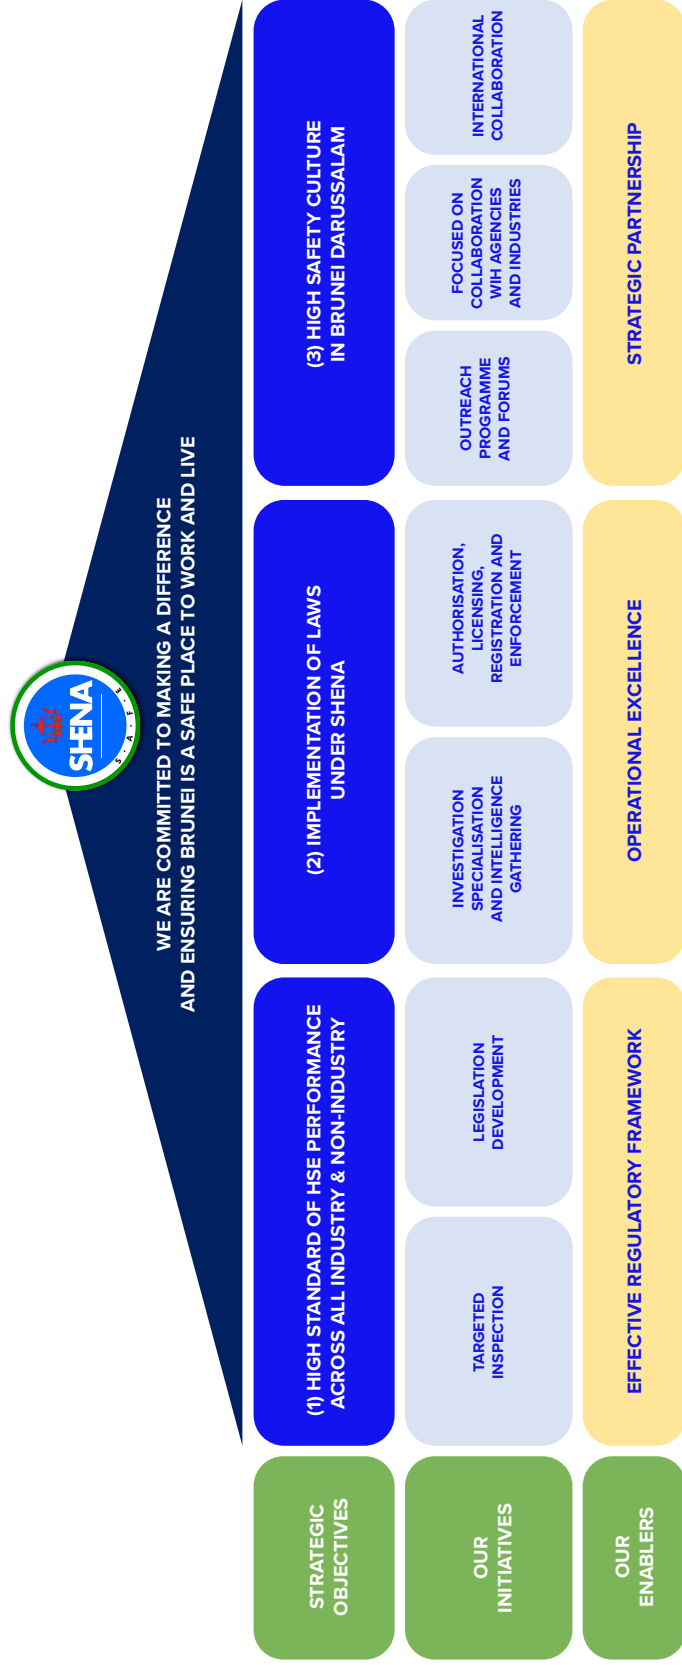 SHENA
S · A · F · E
WE ARE COMMITTED TO MAKING A DIFFERENCE
AND ENSURING BRUNEI IS A SAFE PLACE TO WORK AND LIVE
STRATEGIC
OBJECTIVES
(1) HIGH STANDARD OF HSE PERFORMANCE
ACROSS ALL INDUSTRY & NON-INDUSTRY
(2) IMPLEMENTATION OF LAWS
UNDER SHENA
(3) HIGH SAFETY CULTURE
IN BRUNEI DARUSSALAM
OUR
INITIATIVES
TARGETED
INSPECTION
LEGISLATION
DEVELOPMENT
INVESTIGATION
SPECIALISATION
AND INTELLIGENCE
GATHERING
AUTHORISATION,
LICENSING,
REGISTRATION AND
ENFORCEMENT
OUTREACH
PROGRAMME
AND FORUMS
FOCUSED ON
COLLABORATION
WIH AGENCIES
AND INDUSTRIES
INTERNATIONAL
COLLABORATION
OUR
ENABLERS
EFFECTIVE REGULATORY FRAMEWORK
OPERATIONAL EXCELLENCE
STRATEGIC PARTNERSHIP